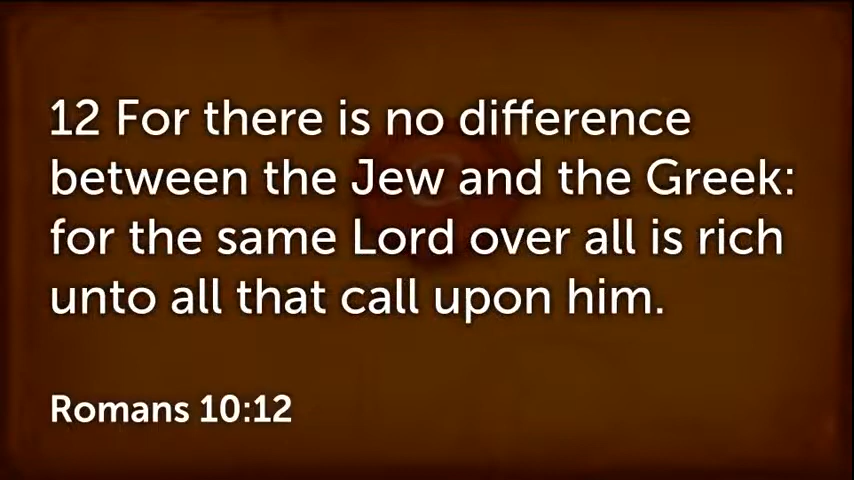 12 For there is no difference
between the Jew and the Greek:
for the same Lord over all is rich
unto all that call upon him.
Romans 10:12